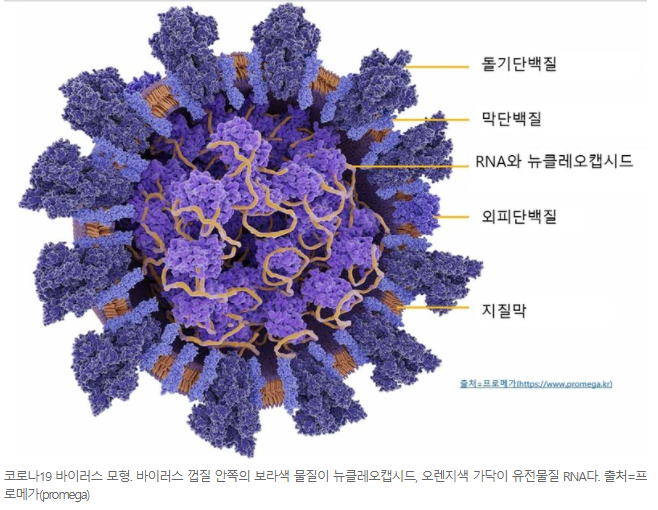 돌기단백질
막단백질
RNA와 뉴클레오캡시드
외피단백질
지질막
출처=프로메가(https://www.promega.kr)
코로나19 바이러스 모형. 바이러스 껍질 안쪽의 보라색 물질이 뉴클레오캡시드, 오렌지색 가닥이 유전물질 RNA다. 출처=프
로메가(promega)